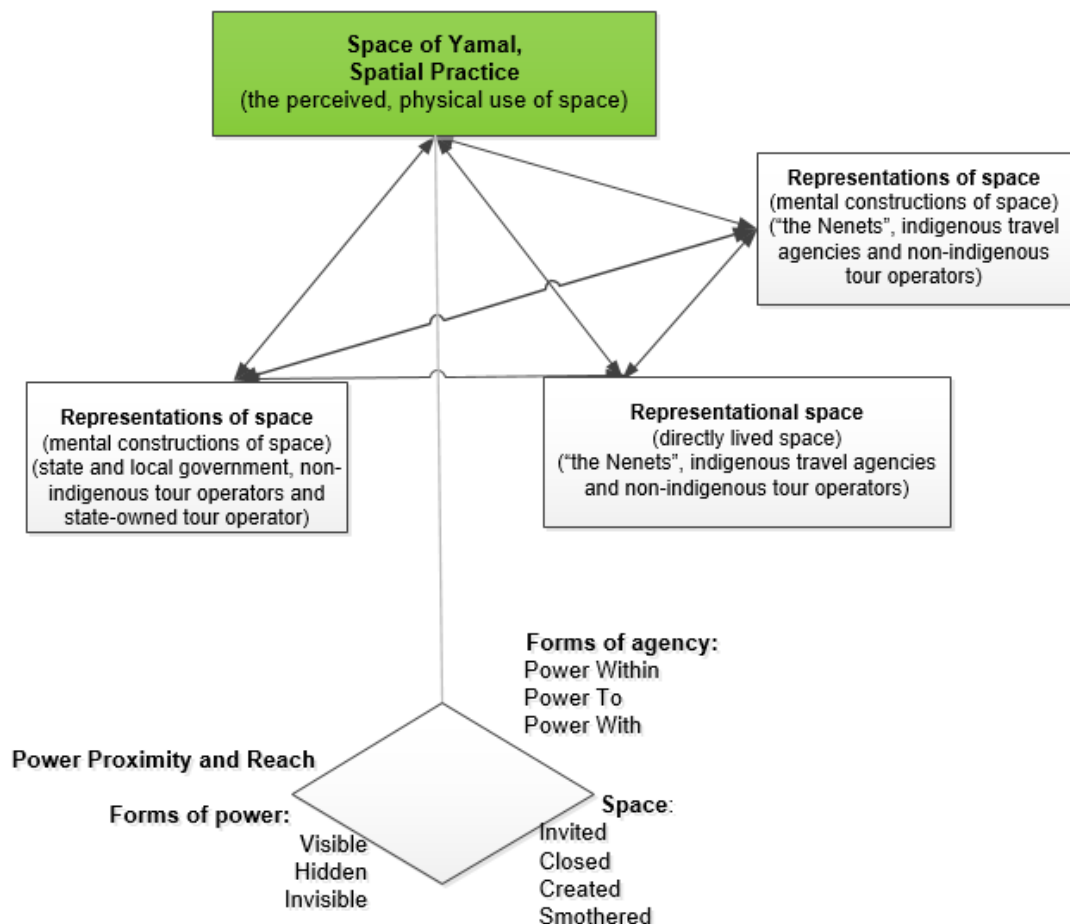 Space of Yamal,
Spatial Practice
(the perceived, physical use of space)
Representations of space
(mental constructions of space)
("the Nenets", indigenous travel
agencies and non-indigenous
tour operators)
Representations of space
(mental constructions of space)
(state and local government, non-
indigenous tour operators and
state-owned tour operator)
Representational space
(directly lived space)
("the Nenets", indigenous travel agencies
and non-indigenous tour operators)
Forms of agency:
Power Within
Power To
Power With
Power Proximity and Reach
Forms of power:
Visible
Hidden
Invisible
Space:
Invited
Closed
Created
Smothered